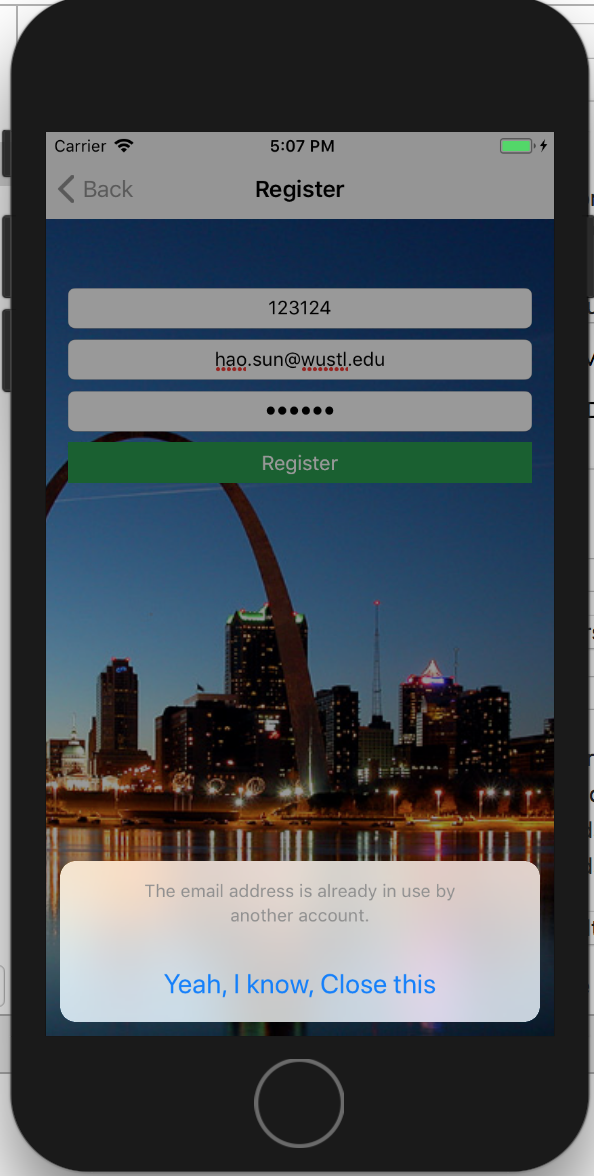 Carrier 5:07 PM
Back Register
123124
hao.sun@wustl.edu
••••••
Register
The email address is already in use by
another account.
Yeah, I know, Close this